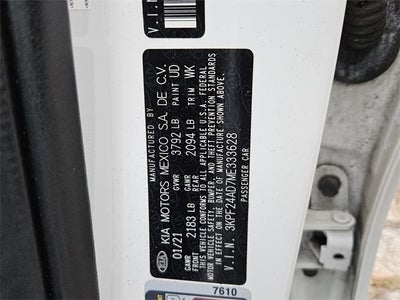 KIA MOTORS MEXICO S.A. DE C.V.
01/21 GVWR 3792 LB PAINT UD
GAWR FRONT 2183 LB GAWR REAR 2094 LB TRIM WK
THIS VEHICLE CONFORMS TO ALL APPLICABLE U.S.A. FEDERAL
MOTOR VEHICLE SAFETY, BUMPER, AND THEFT PREVENTION STANDARDS
IN EFFECT ON THE DATE OF MANUFACTURE SHOWN ABOVE.
V.I.N. 3KPF24AD7ME333628
PASSENGER CAR
V.I.N
7610